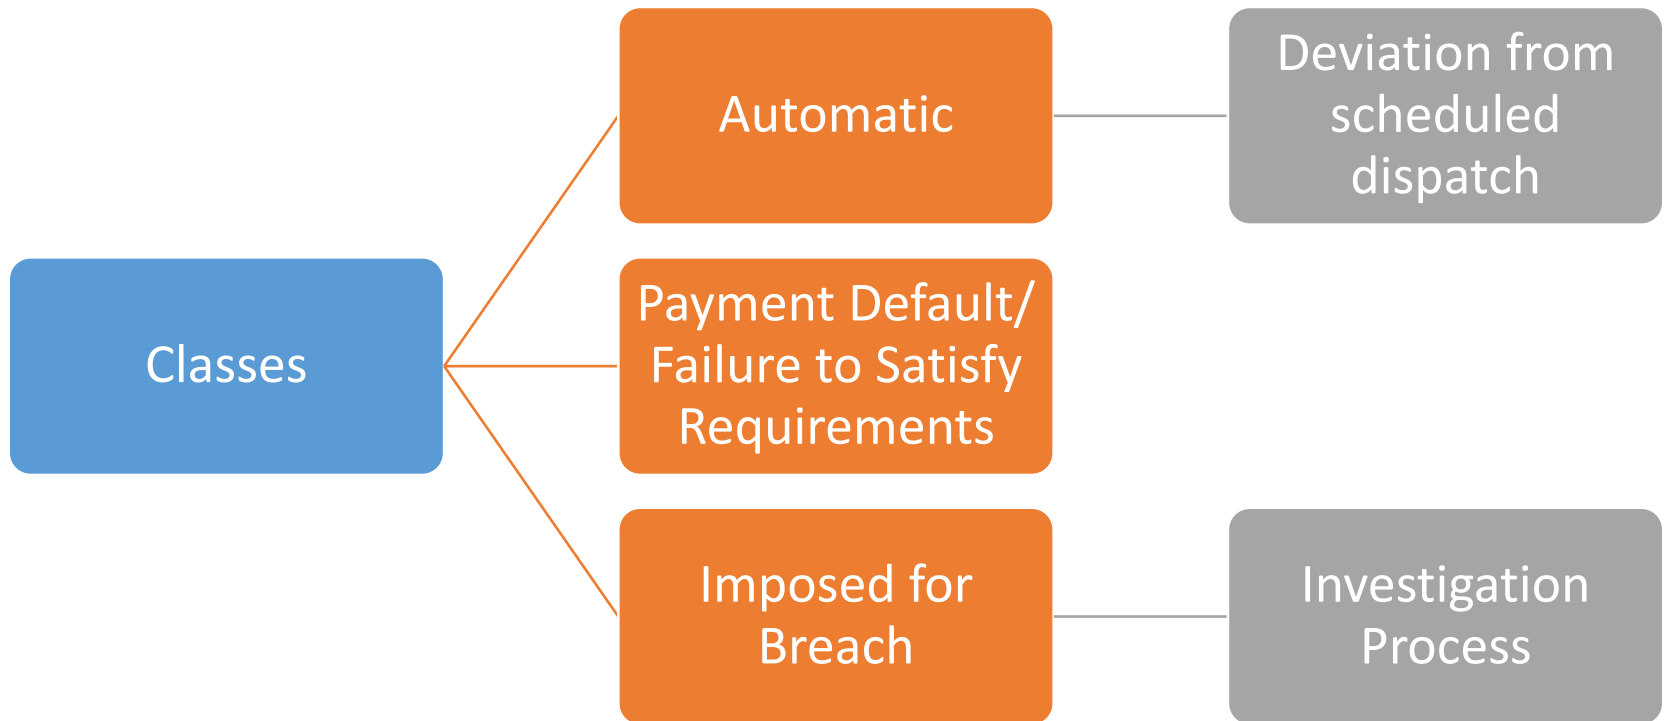 Classes
Automatic
Deviation from
scheduled
dispatch
Payment Default/
Failure to Satisfy
Requirements
Imposed for
Breach
Investigation
Process